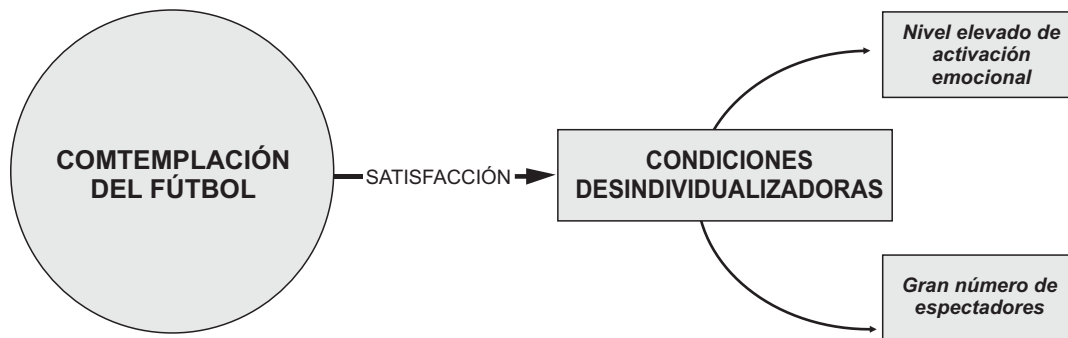 COMTEMPLACIÓN
DEL FÚTBOL
SATISFACCIÓN
CONDICIONES
DESINDIVIDUALIZADORAS
Nivel elevado de
activación
emocional
Gran número de
espectadores